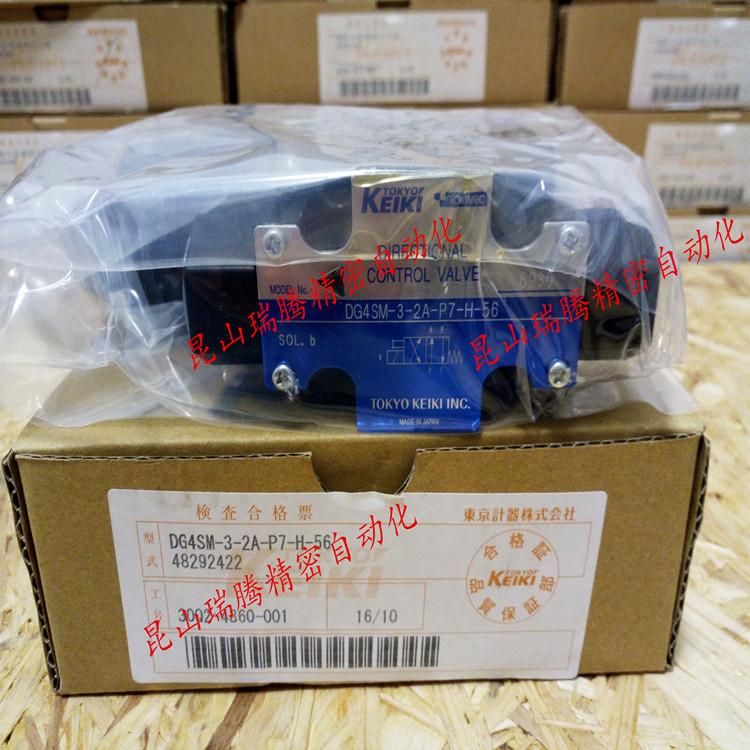 TOKYO
KEIKI
TOKIMEC
DIRECTIONAL
CONTROL VALVE
MODEL No.
DG4SM-3-2A-P7-H-56
SOL. b
A B
b
P T
TOKYO KEIKI INC.
MADE IN JAPAN
昆山瑞腾精密自动化
昆山瑞腾精密自动化
検査合格票
東京計器株式会社
型式
DG4SM-3-2A-P7-H-56
48292422
工号
16/10
合格証
TOKYO
KEIKI
品質保証部
昆山瑞腾精密自动化